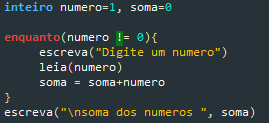 inteiro numero=1, soma=0
enquanto(numero != 0){
escreva("Digite um numero")
leia(numero)
soma = soma+numero
}
escreva("\nsoma dos numeros ", soma)